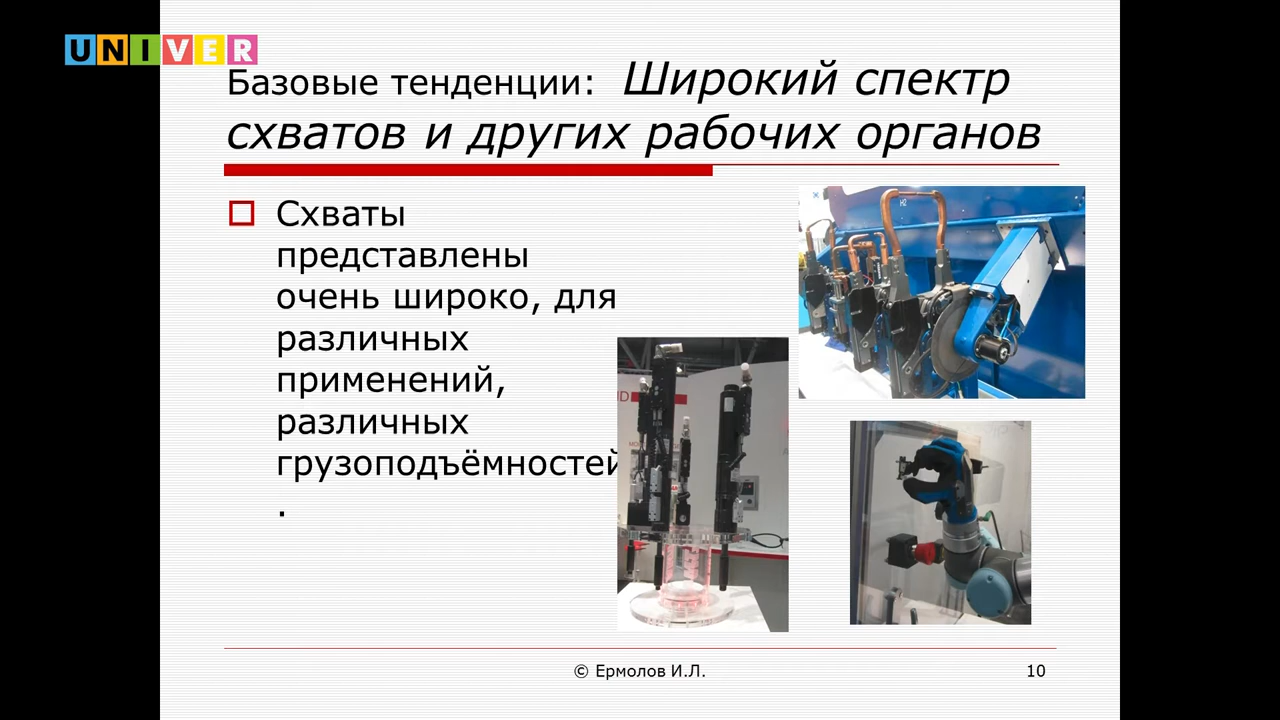 UNIVER
Базовые тенденции: Широкий спектр
схватов и других рабочих органов
Схваты
представлены
очень широко, для
различных
применений,
различных
грузоподъёмностей
.
H2
© Ермолов И.Л.
10